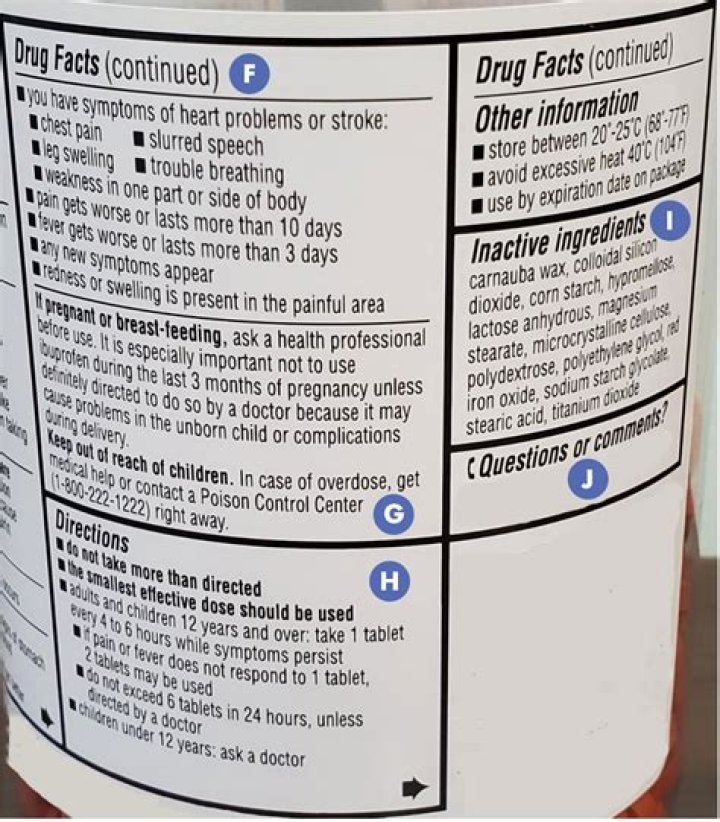 Drug Facts (continued) F
■ you have symptoms of heart problems or stroke:
■ chest pain ■ slurred speech
■ leg swelling ■ trouble breathing
■ weakness in one part or side of body
■ pain gets worse or lasts more than 10 days
■ fever gets worse or lasts more than 3 days
■ any new symptoms appear
■ redness or swelling is present in the painful area
If pregnant or breast-feeding, ask a health professional
before use. It is especially important not to use
ibuprofen during the last 3 months of pregnancy unless
definitely directed to do so by a doctor because it may
cause problems in the unborn child or complications
during delivery.
Keep out of reach of children. In case of overdose, get
medical help or contact a Poison Control Center
(1-800-222-1222) right away. G
Directions
■ do not take more than directed H
■ the smallest effective dose should be used
■ adults and children 12 years and over: take 1 tablet
every 4 to 6 hours while symptoms persist
■ if pain or fever does not respond to 1 tablet,
2 tablets may be used
■ do not exceed 6 tablets in 24 hours, unless
directed by a doctor
■ children under 12 years: ask a doctor
Drug Facts (continued)
Other information
■ store between 20°-25°C (68°-77°F)
■ avoid excessive heat 40°C (104°F)
■ use by expiration date on package
Inactive ingredients I
carnauba wax, colloidal silicon
dioxide, corn starch, hypromellose,
lactose anhydrous, magnesium
stearate, microcrystalline cellulose,
polydextrose, polyethylene glycol, red
iron oxide, sodium starch glycolate,
stearic acid, titanium dioxide
Questions or comments?
J